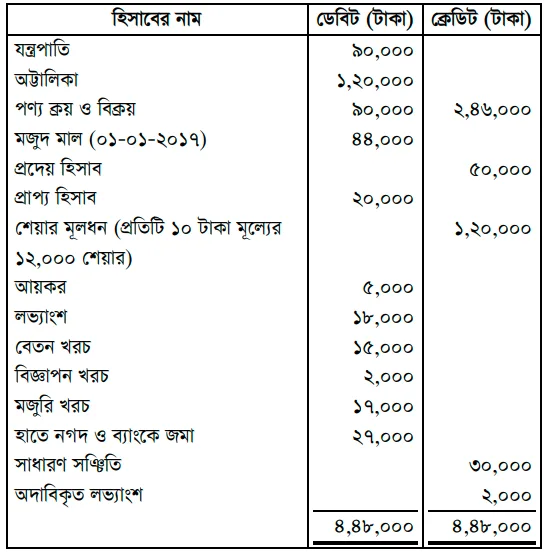 হিসাবের নাম ডেবিট (টাকা) ক্রেডিট (টাকা)
যন্ত্রপাতি ৯০,০০০
অট্টালিকা ১,২০,০০০
পণ্য ক্রয় ও বিক্রয় ৯০,০০০ ২,৪৬,০০০
মজুদ মাল (০১-০১-২০১৭) ৪৪,০০০
প্রদেয় হিসাব ৫০,০০০
প্রাপ্য হিসাব ২০,০০০
শেয়ার মূলধন (প্রতিটি ১০ টাকা মূল্যের ১,২০,০০০
১২,০০০ শেয়ার)
আয়কর ৫,০০০
লভ্যাংশ ১৮,০০০
বেতন খরচ ১৫,০০০
বিজ্ঞাপন খরচ ২,০০০
মজুরি খরচ ১৭,০০০
হাতে নগদ ও ব্যাংকে জমা ২৭,০০০
সাধারণ সঞ্চিতি ৩০,০০০
অদাবিকৃত লভ্যাংশ ২,০০০
৪,৪৮,০০০ ৪,৪৮,০০০